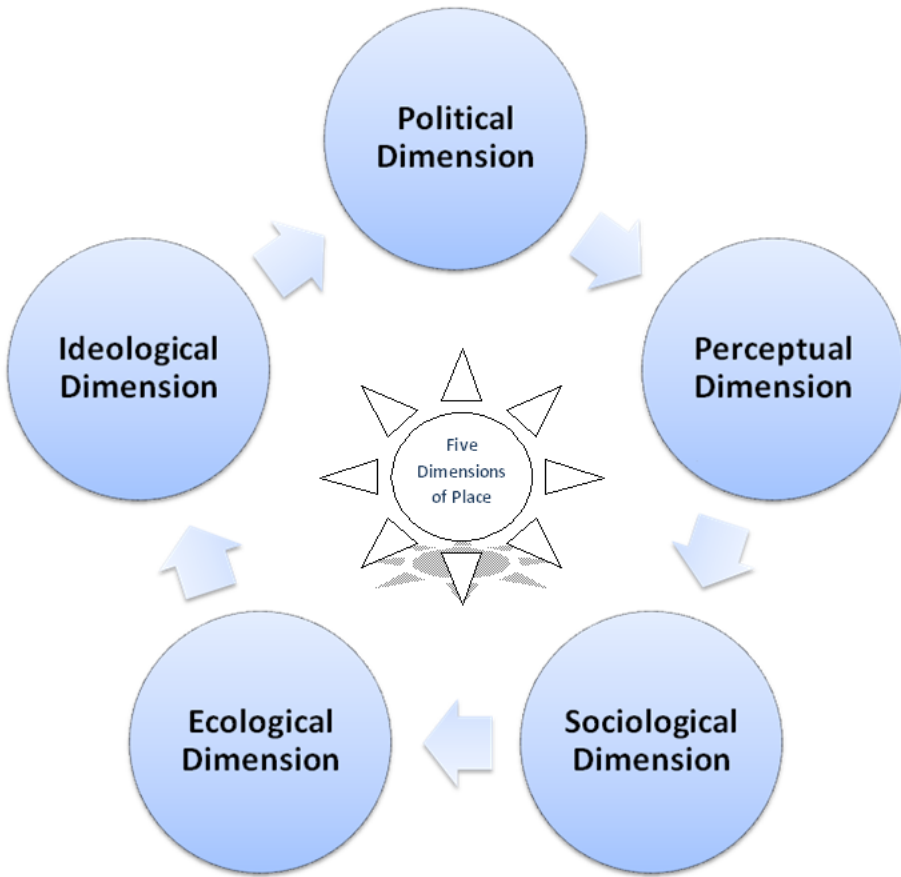 Political
Dimension
Perceptual
Dimension
Sociological
Dimension
Ecological
Dimension
Ideological
Dimension
Five
Dimensions
of Place